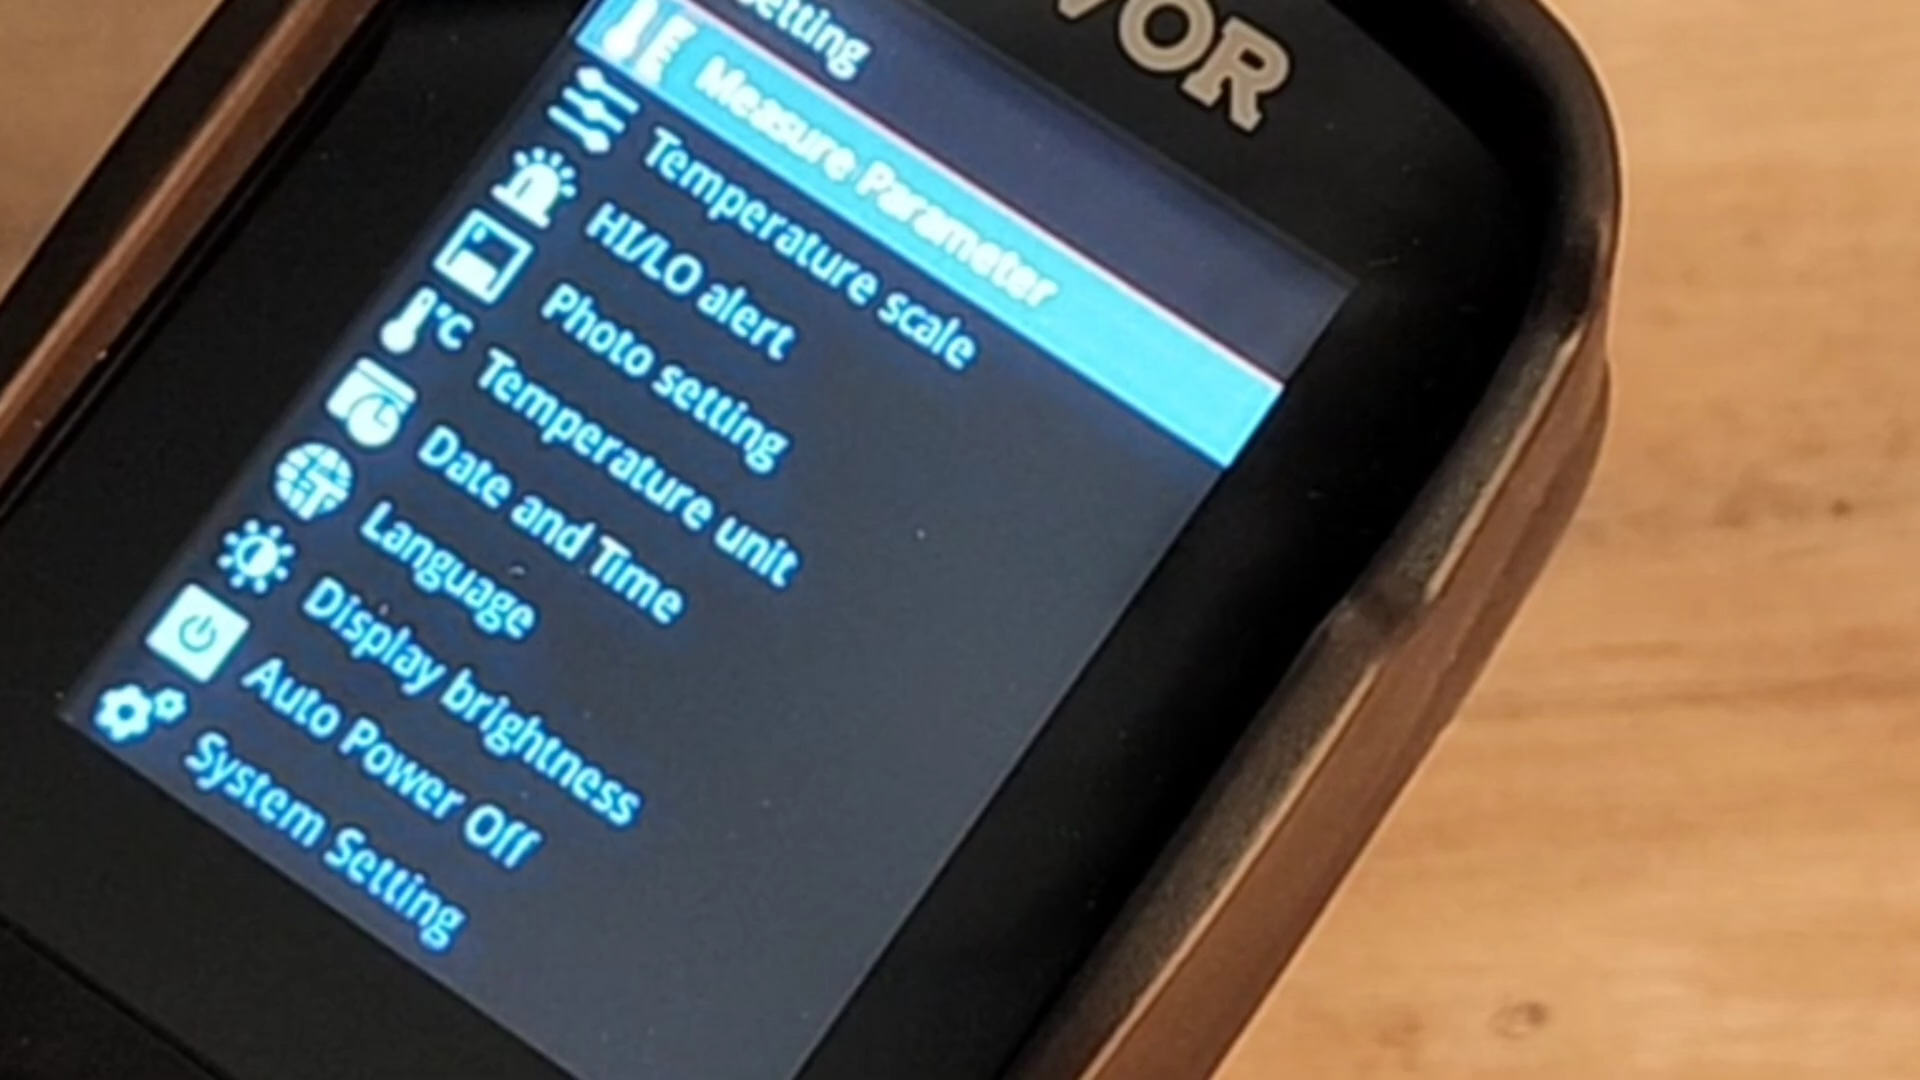 VOR
Setting
Measure Parameter
Temperature scale
HI/LO alert
Photo setting
°C
Temperature unit
Date and Time
Language
Display brightness
Auto Power Off
System Setting